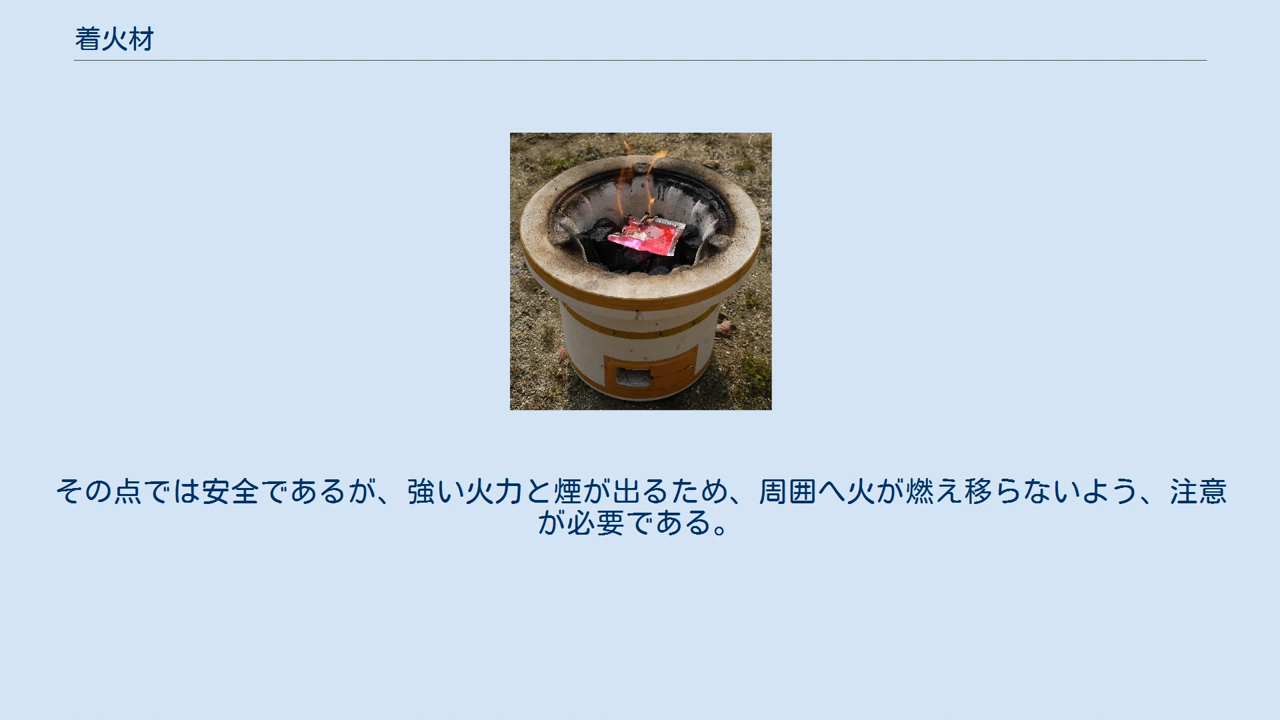 着火材
その点では安全であるが、強い火力と煙が出るため、周囲へ火が燃え移らないよう、注意
が必要である。